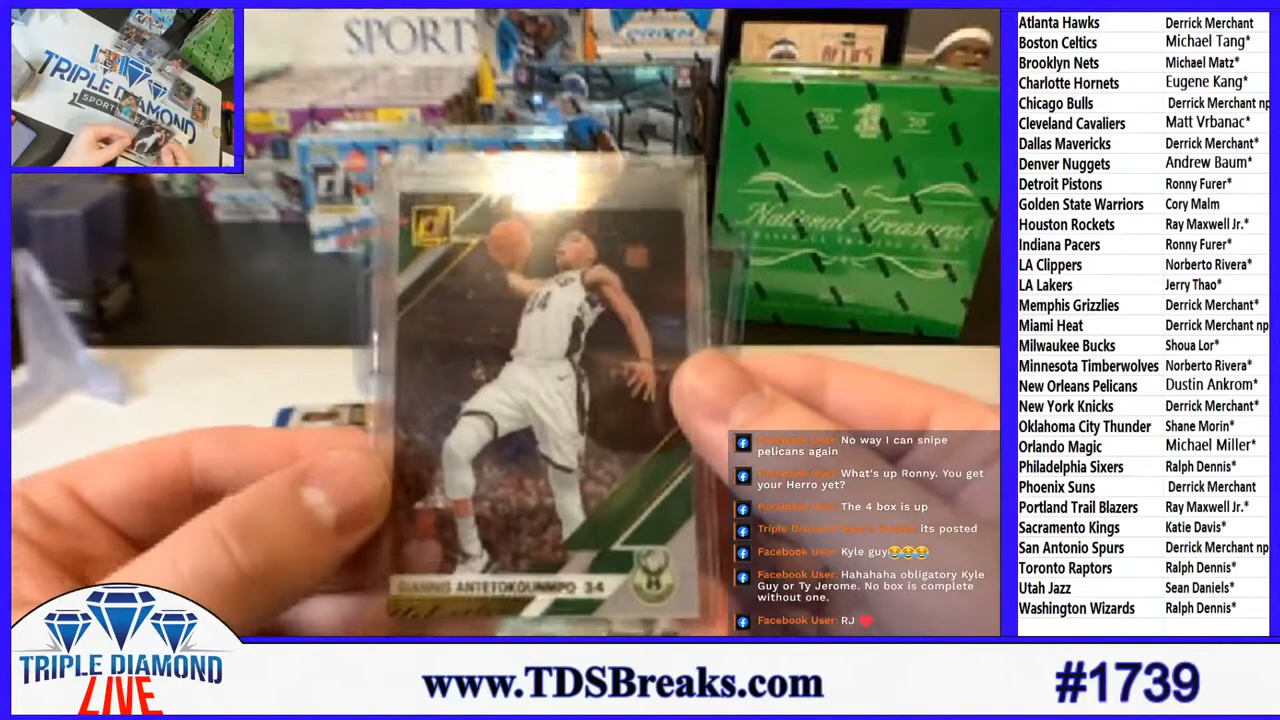 TRIPLE DIAMOND
SPORTS
20 20
National Treasures
GIANNIS ANTETOKOUNMPO 34
34
Facebook User: No way I can snipe
pelicans again
Facebook User: What's up Ronny. You get
your Herro yet?
Facebook User: The 4 box is up
Triple Diamond Sports Breaks: its posted
Facebook User: Kyle guy😂😂😂
Facebook User: Hahahaha obligatory Kyle
Guy or Ty Jerome. No box is complete
without one.
Facebook User: RJ ❤️
Atlanta Hawks Derrick Merchant
Boston Celtics Michael Tang*
Brooklyn Nets Michael Matz*
Charlotte Hornets Eugene Kang*
Chicago Bulls Derrick Merchant np
Cleveland Cavaliers Matt Vrbanac*
Dallas Mavericks Derrick Merchant*
Denver Nuggets Andrew Baum*
Detroit Pistons Ronny Furer*
Golden State Warriors Cory Malm
Houston Rockets Ray Maxwell Jr.*
Indiana Pacers Ronny Furer*
LA Clippers Norberto Rivera*
LA Lakers Jerry Thao*
Memphis Grizzlies Derrick Merchant*
Miami Heat Derrick Merchant np
Milwaukee Bucks Shoua Lor*
Minnesota Timberwolves Norberto Rivera*
New Orleans Pelicans Dustin Ankrom*
New York Knicks Derrick Merchant*
Oklahoma City Thunder Shane Morin*
Orlando Magic Michael Miller*
Philadelphia Sixers Ralph Dennis*
Phoenix Suns Derrick Merchant
Portland Trail Blazers Ray Maxwell Jr.*
Sacramento Kings Katie Davis*
San Antonio Spurs Derrick Merchant np
Toronto Raptors Ralph Dennis*
Utah Jazz Sean Daniels*
Washington Wizards Ralph Dennis*
TRIPLE DIAMOND
LIVE
www.TDSBreaks.com
#1739